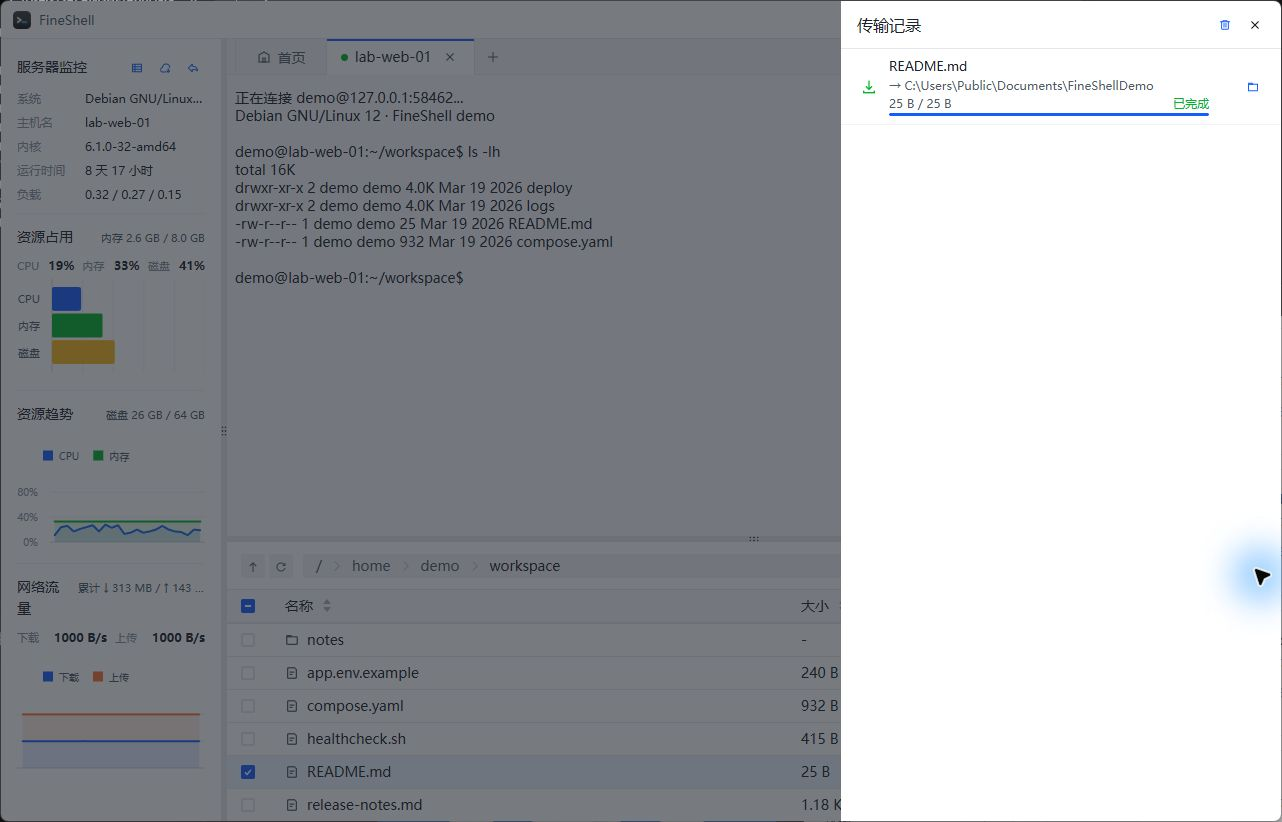 FineShell
服务器监控
系统 Debian GNU/Linux...
主机名 lab-web-01
内核 6.1.0-32-amd64
运行时间 8 天 17 小时
负载 0.32 / 0.27 / 0.15
资源占用 内存 2.6 GB / 8.0 GB
CPU 19% 内存 33% 磁盘 41%
CPU
内存
磁盘
资源趋势 磁盘 26 GB / 64 GB
CPU 内存
80%
40%
0%
网络流量 累计 ↓ 313 MB / ↑ 143 ...
下载 1000 B/s 上传 1000 B/s
下载 上传
首页 lab-web-01
正在连接 demo@127.0.0.1:58462...
Debian GNU/Linux 12 · FineShell demo
demo@lab-web-01:~/workspace$ ls -lh
total 16K
drwxr-xr-x 2 demo demo 4.0K Mar 19 2026 deploy
drwxr-xr-x 2 demo demo 4.0K Mar 19 2026 logs
-rw-r--r-- 1 demo demo 25 Mar 19 2026 README.md
-rw-r--r-- 1 demo demo 932 Mar 19 2026 compose.yaml
demo@lab-web-01:~/workspace$
/ home demo workspace
名称 大小
notes -
app.env.example 240 B
compose.yaml 932 B
healthcheck.sh 415 B
README.md 25 B
release-notes.md 1.18 K
传输记录
README.md
→ C:\Users\Public\Documents\FineShellDemo
25 B / 25 B 已完成